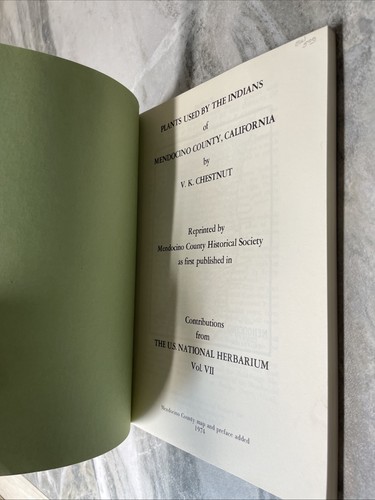 PLANTS USED BY THE INDIANS
of
MENDOCINO COUNTY, CALIFORNIA
by
V. K. CHESTNUT
Reprinted by
Mendocino County Historical Society
as first published in
Contributions
from
THE U.S. NATIONAL HERBARIUM
Vol. VII
Mendocino County map and preface added
1974